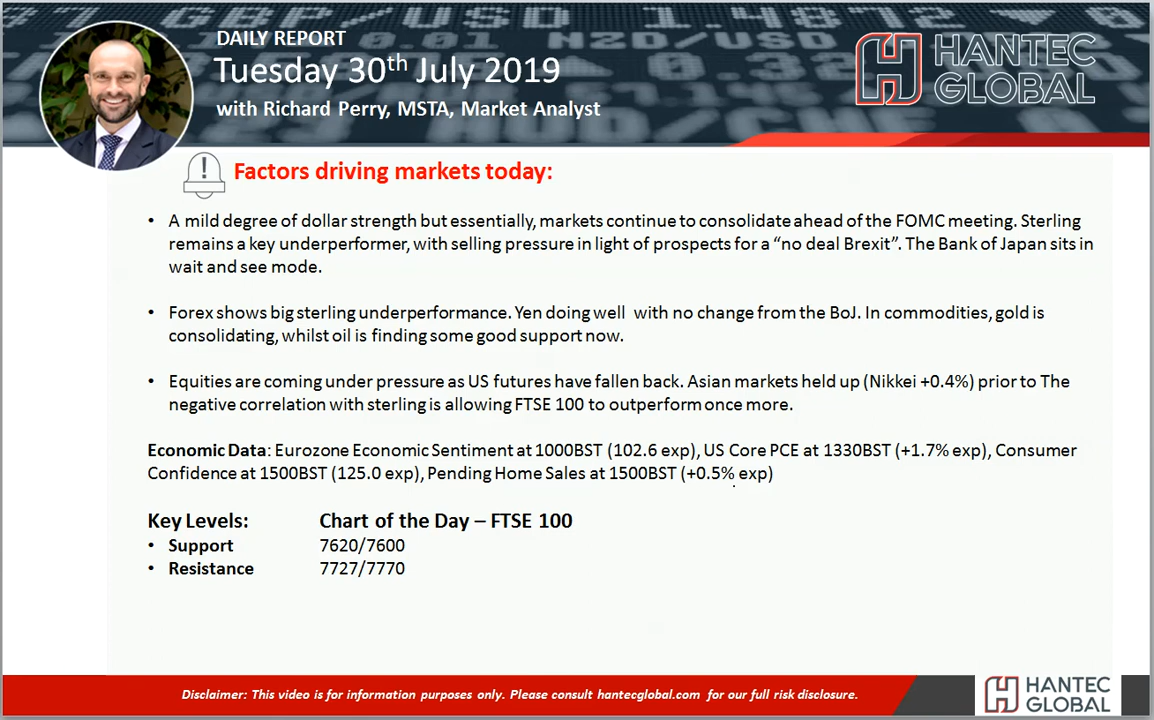 DAILY REPORT
Tuesday 30th July 2019
with Richard Perry, MSTA, Market Analyst
HANTEC
GLOBAL
Factors driving markets today:
• A mild degree of dollar strength but essentially, markets continue to consolidate ahead of the FOMC meeting. Sterling
remains a key underperformer, with selling pressure in light of prospects for a “no deal Brexit”. The Bank of Japan sits in
wait and see mode.
• Forex shows big sterling underperformance. Yen doing well with no change from the BoJ. In commodities, gold is
consolidating, whilst oil is finding some good support now.
• Equities are coming under pressure as US futures have fallen back. Asian markets held up (Nikkei +0.4%) prior to The
negative correlation with sterling is allowing FTSE 100 to outperform once more.
Economic Data: Eurozone Economic Sentiment at 1000BST (102.6 exp), US Core PCE at 1330BST (+1.7% exp), Consumer
Confidence at 1500BST (125.0 exp), Pending Home Sales at 1500BST (+0.5% exp)
Key Levels: Chart of the Day – FTSE 100
• Support 7620/7600
• Resistance 7727/7770
Disclaimer: This video is for information purposes only. Please consult hantecglobal.com for our full risk disclosure.
HANTEC
GLOBAL